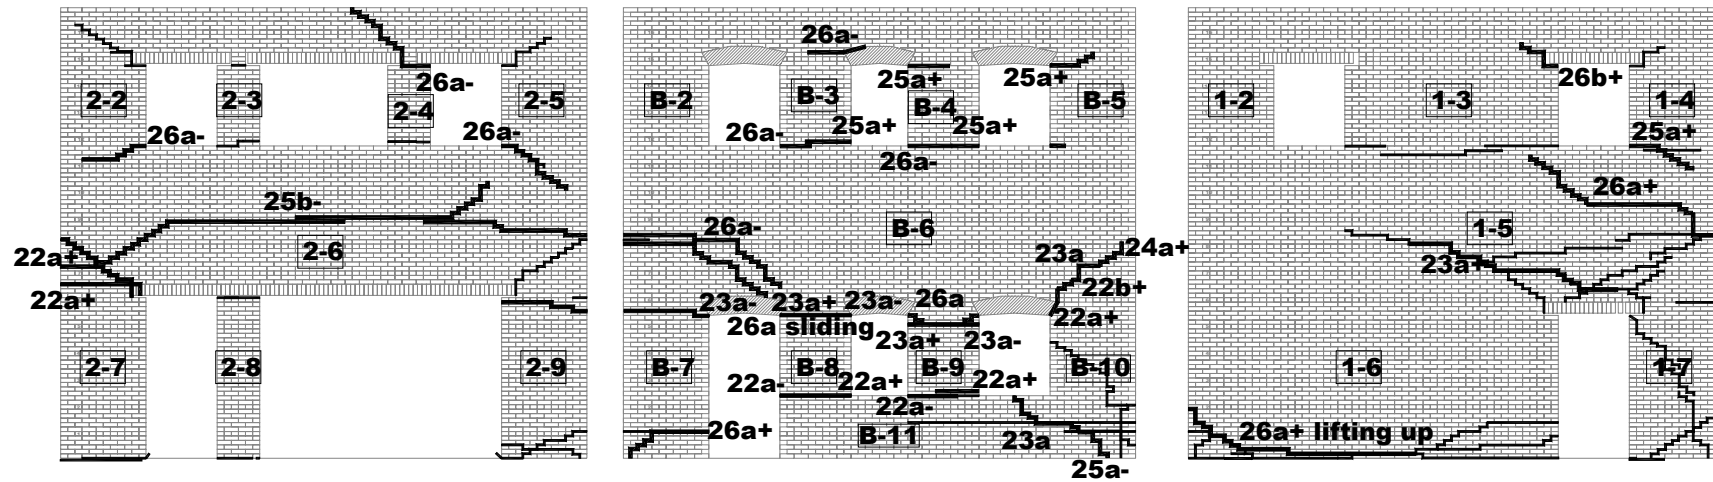 26a-
2-2
2-3
2-4
2-5
26a-
26a-
25b-
2-6
22a+
22a+
2-7
2-8
2-9
26a-
25a+
25a+
B-2
B-3
B-4
B-5
26a-
25a+
25a+
26a-
B-6
26a-
23a
24a+
22b+
23a-
23a+
23a-
26a
22a+
26a sliding
23a+
23a-
B-7
B-8
B-9
B-10
22a-
22a+
22a+
22a-
26a+
B-11
23a
25a-
26b+
1-2
1-3
1-4
25a+
26a+
1-5
23a+
1-6
1-7
26a+ lifting up